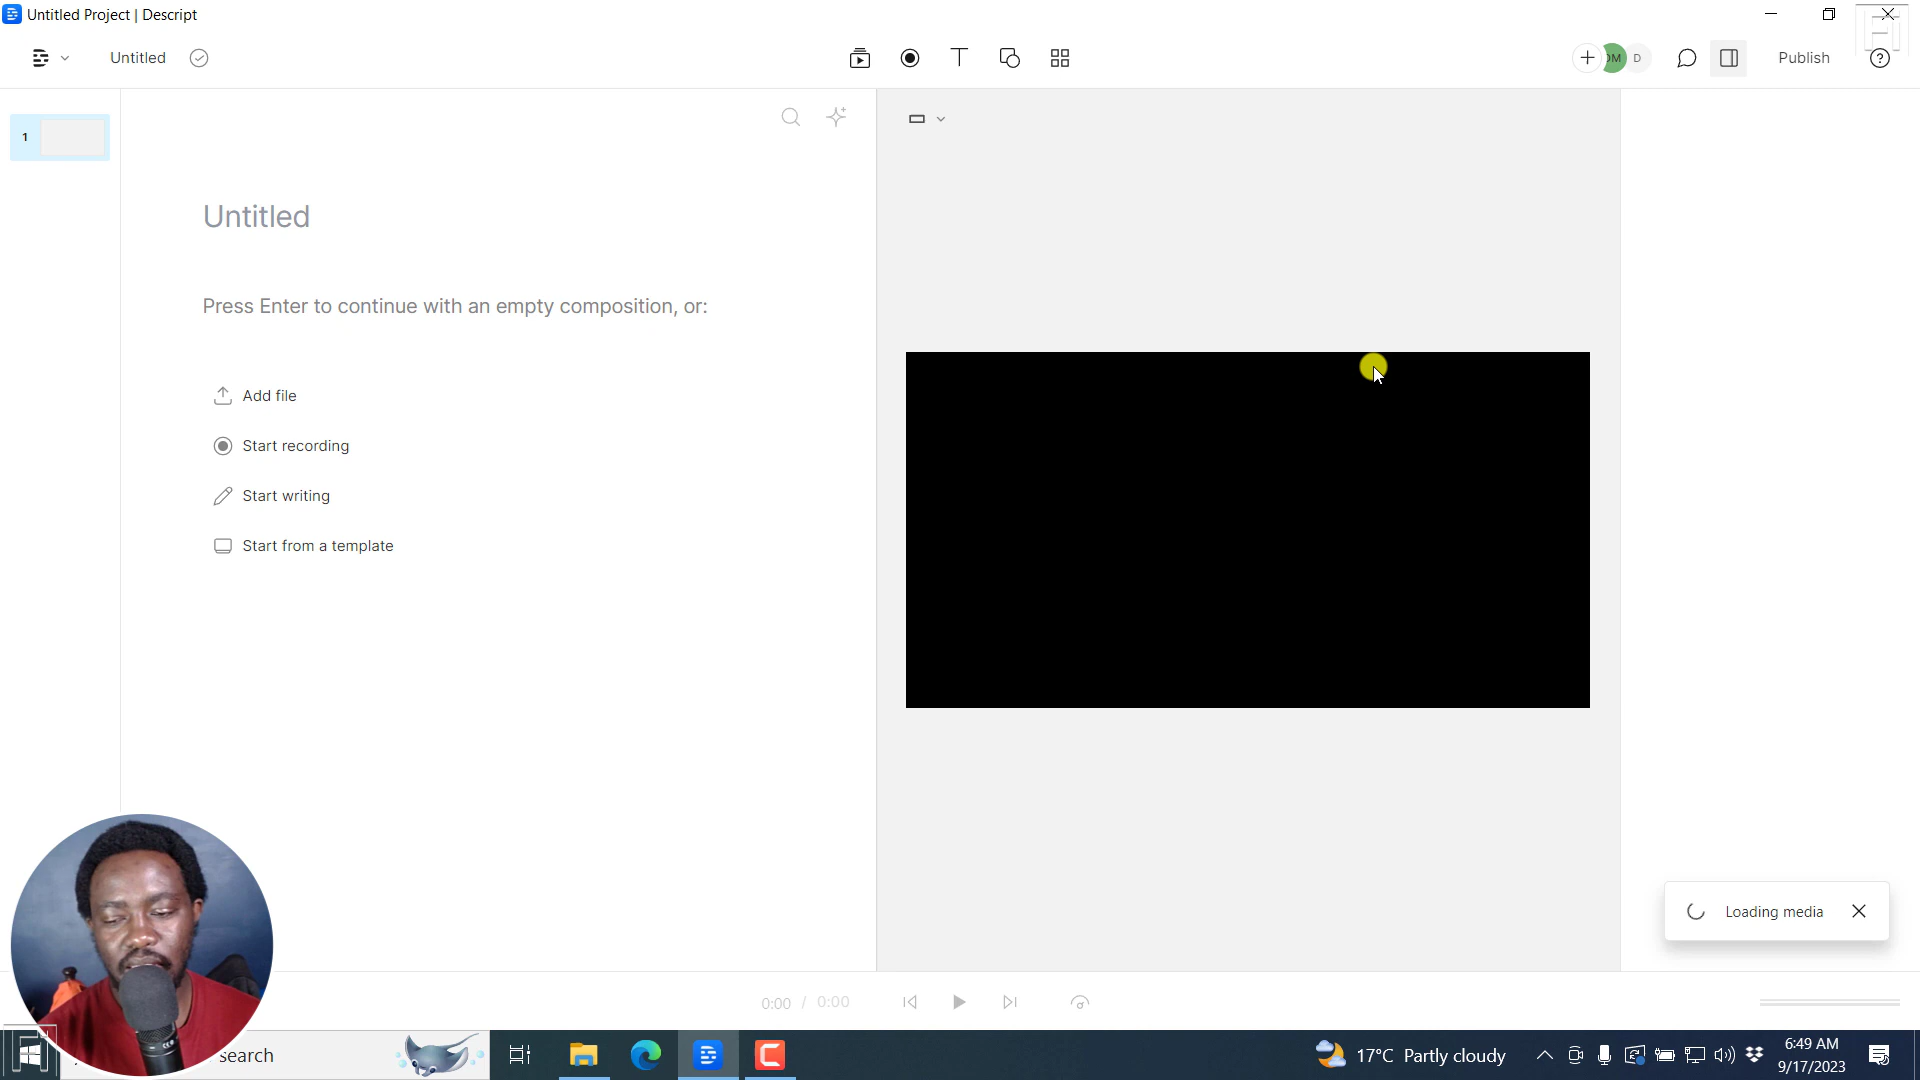 Untitled Project | Descript
Untitled
DM D
Publish
1
Untitled
Press Enter to continue with an empty composition, or:
Add file
Start recording
Start writing
Start from a template
Loading media
0:00 / 0:00
search
17°C Partly cloudy
6:49 AM
9/17/2023